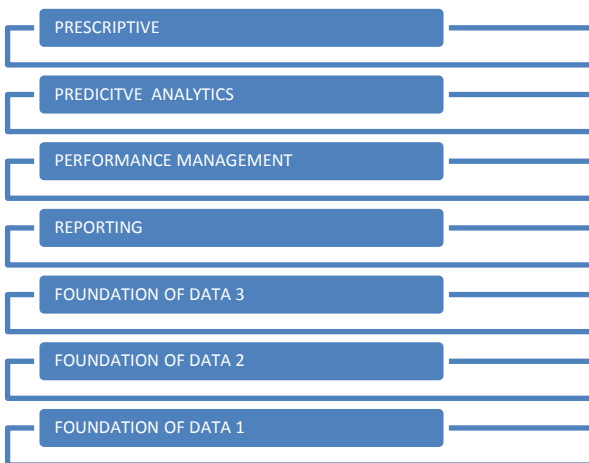 PRESCRIPTIVE
PREDICITVE ANALYTICS
PERFORMANCE MANAGEMENT
REPORTING
FOUNDATION OF DATA 3
FOUNDATION OF DATA 2
FOUNDATION OF DATA 1